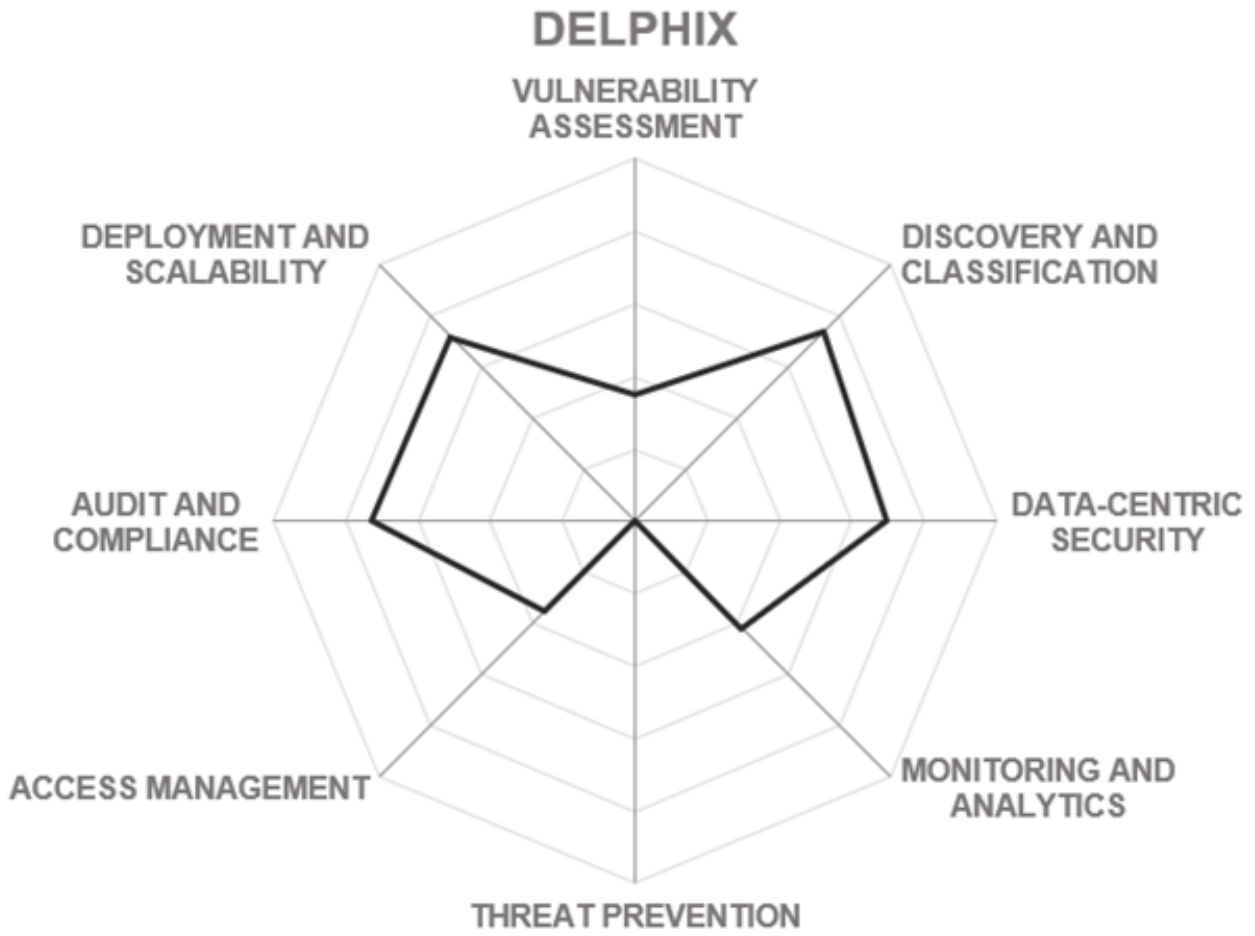 DELPHIX
VULNERABILITY
ASSESSMENT
DEPLOYMENT AND
SCALABILITY
DISCOVERY AND
CLASSIFICATION
AUDIT AND
COMPLIANCE
DATA-CENTRIC
SECURITY
ACCESS MANAGEMENT
MONITORING AND
ANALYTICS
THREAT PREVENTION